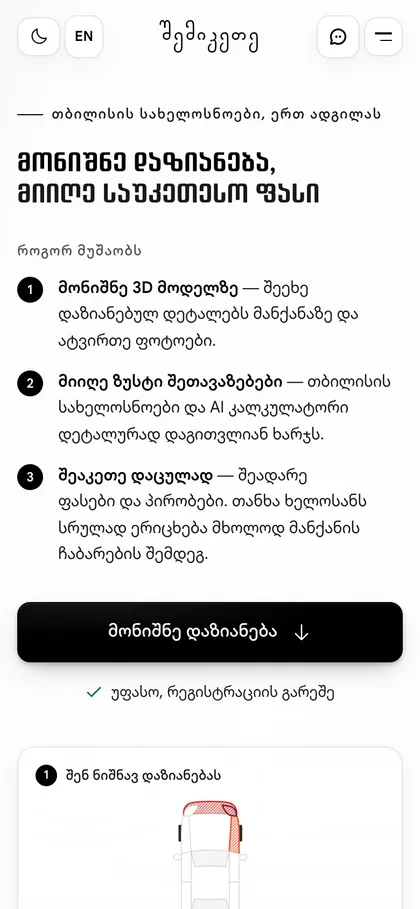 EN
შემიკეთე
თბილისის სახელოსნოები, ერთ ადგილას
მონიშნე დაზიანება,
მიიღე საუკეთესო ფასი
როგორ მუშაობს
1 მონიშნე 3D მოდელზე — შეეხე
დაზიანებულ დეტალებს მანქანაზე და
ატვირთე ფოტოები.
2 მიიღე ზუსტი შეთავაზებები — თბილისის
სახელოსნოები და AI კალკულატორი
დეტალურად დაგითვლიან ხარჯს.
3 შეაკეთე დაცულად — შეადარე
ფასები და პირობები. თანხა ხელოსანს
სრულად ერიცხება მხოლოდ მანქანის
ჩაბარების შემდეგ.
მონიშნე დაზიანება
უფასო, რეგისტრაციის გარეშე
1 შენ ნიშნავ დაზიანებას